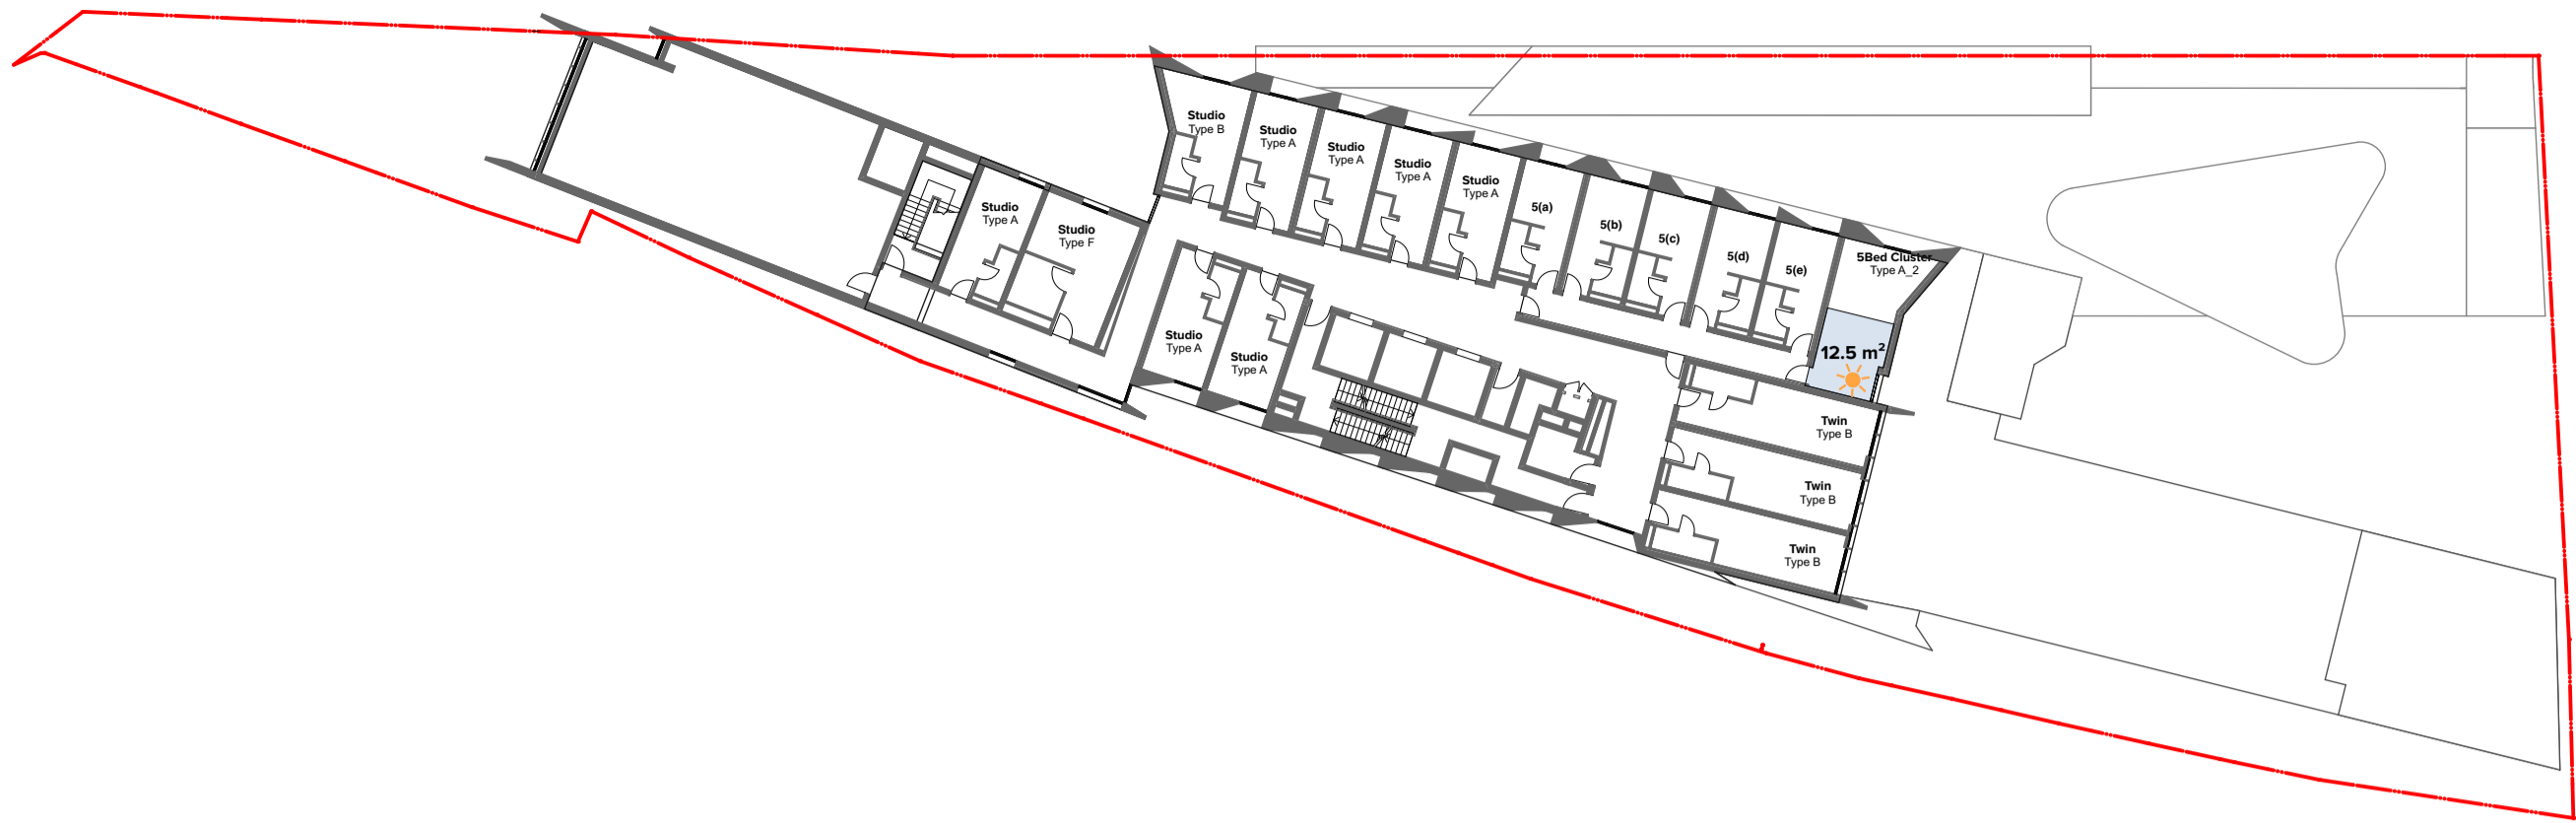 Studio
Type B
Studio
Type A
Studio
Type A
Studio
Type A
Studio
Type A
5(a)
5(b)
5(c)
5(d)
5(e)
5Bed Cluster
Type A_2
12.5 m²
Studio
Type A
Studio
Type F
Studio
Type A
Studio
Type A
Twin
Type B
Twin
Type B
Twin
Type B